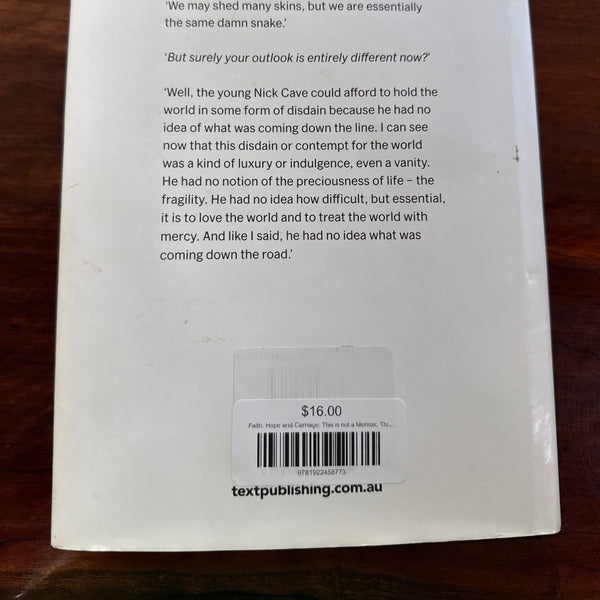 ‘We may shed many skins, but we are essentially
the same damn snake.’
‘But surely your outlook is entirely different now?’
‘Well, the young Nick Cave could afford to hold the
world in some form of disdain because he had no
idea of what was coming down the line. I can see
now that this disdain or contempt for the world
was a kind of luxury or indulgence, even a vanity.
He had no notion of the preciousness of life – the
fragility. He had no idea how difficult, but essential,
it is to love the world and to treat the world with
mercy. And like I said, he had no idea what was
coming down the road.’
$16.00
Faith, Hope and Carnage: This is not a Memoir, Thi...
9781922458773
textpublishing.com.au